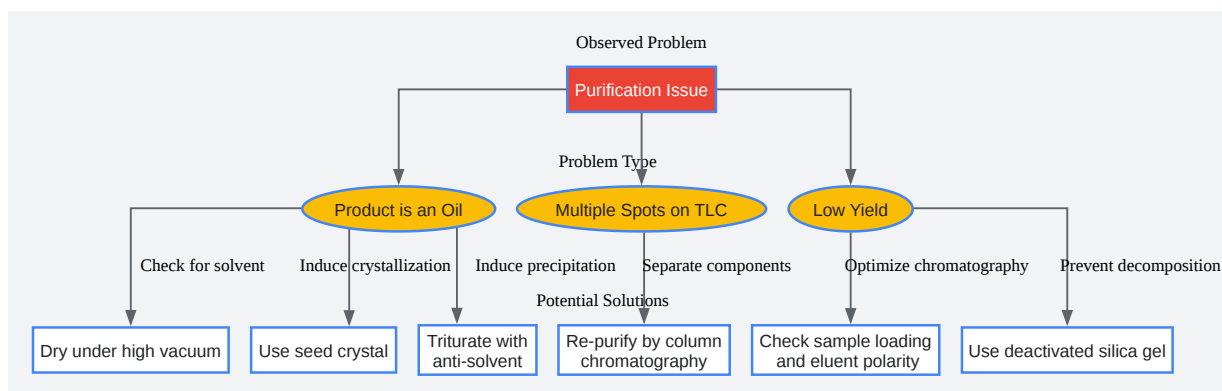 Observed Problem
Purification Issue
Problem Type
Product is an Oil
Multiple Spots on TLC
Low Yield
Check for solvent
Induce crystallization
Induce precipitation
Separate components
Optimize chromatography
Prevent decomposition
Potential Solutions
Dry under high vacuum
Use seed crystal
Triturate with
anti-solvent
Re-purify by column
chromatography
Check sample loading
and eluent polarity
Use deactivated silica gel